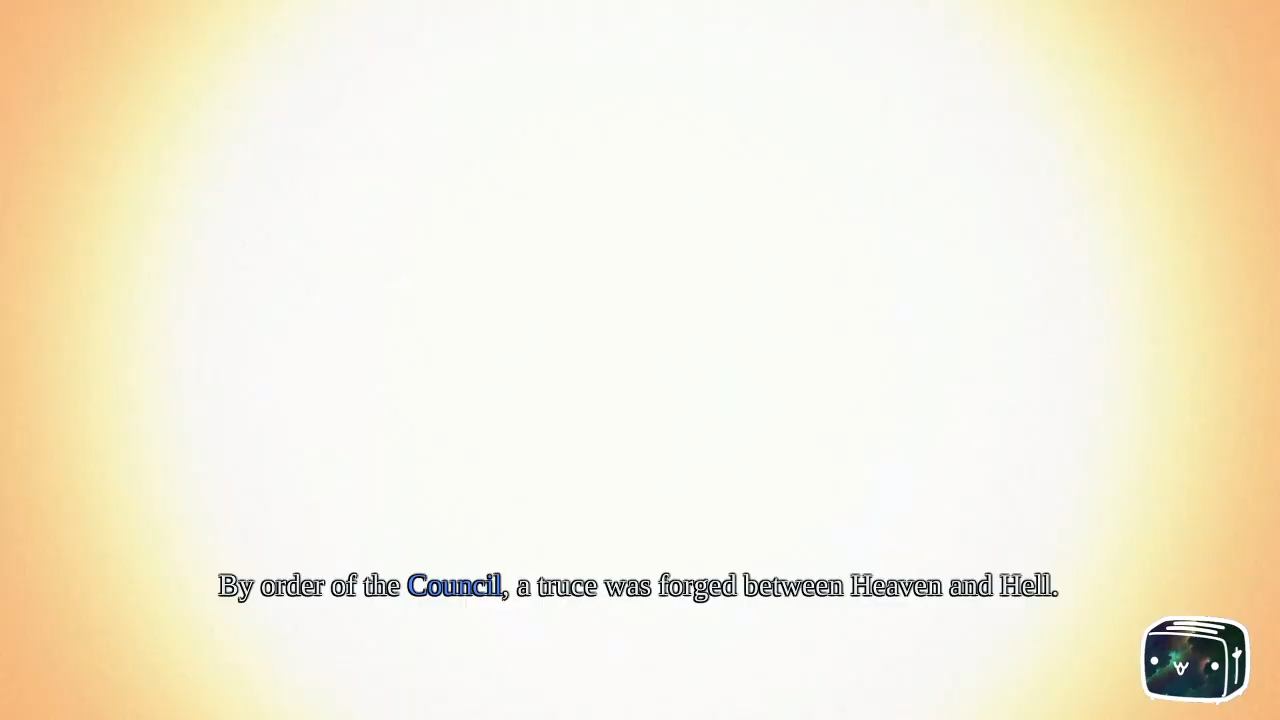 By order of the Council, a truce was forged between Heaven and Hell.